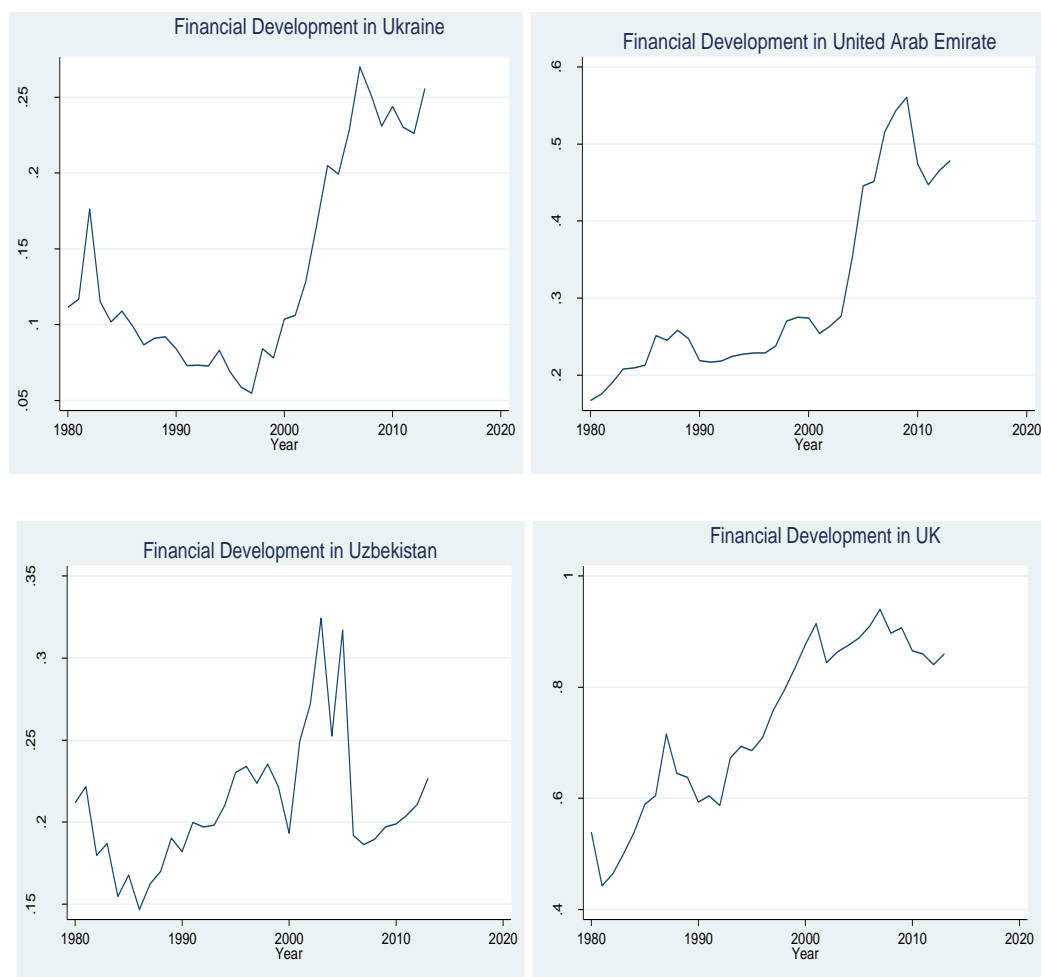 Financial Development in Ukraine
.25
.2
.15
.1
.05
1980 1990 2000 2010 2020
Year
Financial Development in United Arab Emirate
.6
.5
.4
.3
.2
1980 1990 2000 2010 2020
Year
Financial Development in Uzbekistan
.35
.3
.25
.2
.15
1980 1990 2000 2010 2020
Year
Financial Development in UK
1
.8
.6
.4
1980 1990 2000 2010 2020
Year